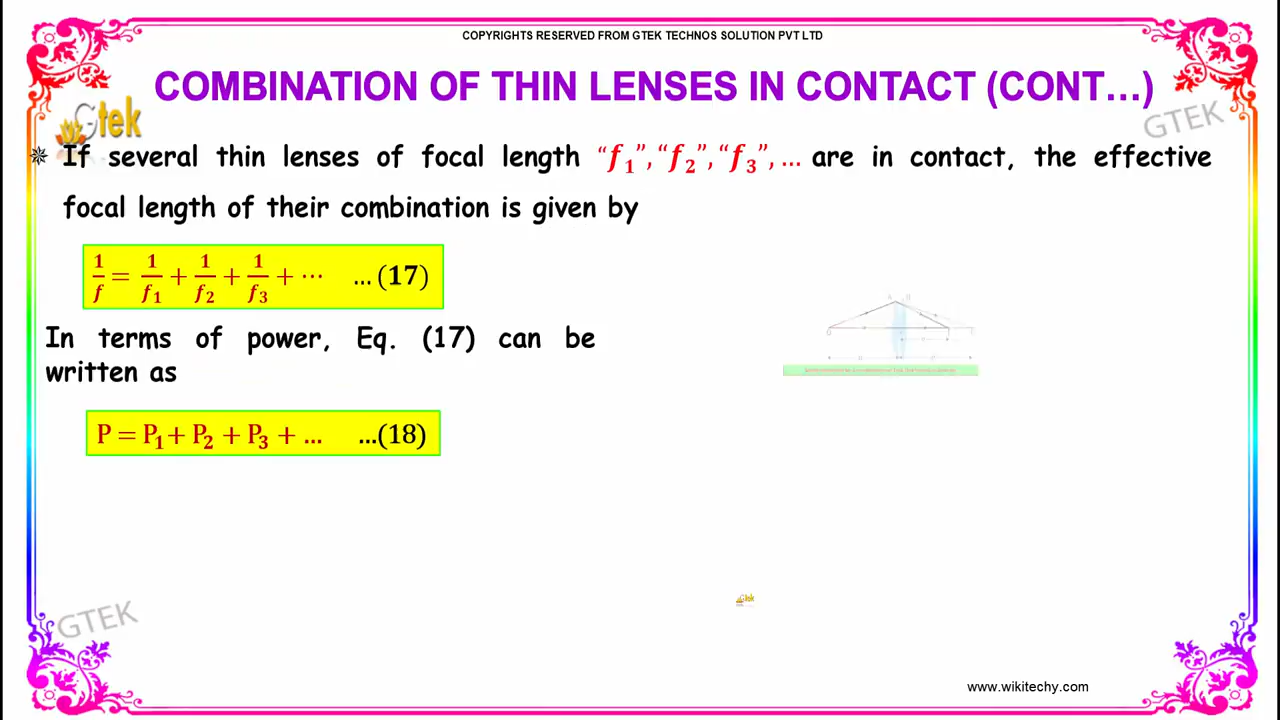 COPYRIGHTS RESERVED FROM GTEK TECHNOS SOLUTION PVT LTD
COMBINATION OF THIN LENSES IN CONTACT (CONT...)
Gtek
GTEK
If several thin lenses of focal length "f₁", "f₂", "f₃", ... are in contact, the effective
focal length of their combination is given by
1/f = 1/f₁ + 1/f₂ + 1/f₃ + ⋯ ... (17)
In terms of power, Eq. (17) can be
written as
P = P₁ + P₂ + P₃ + ... ...(18)
Gtek
GTEK
www.wikitechy.com